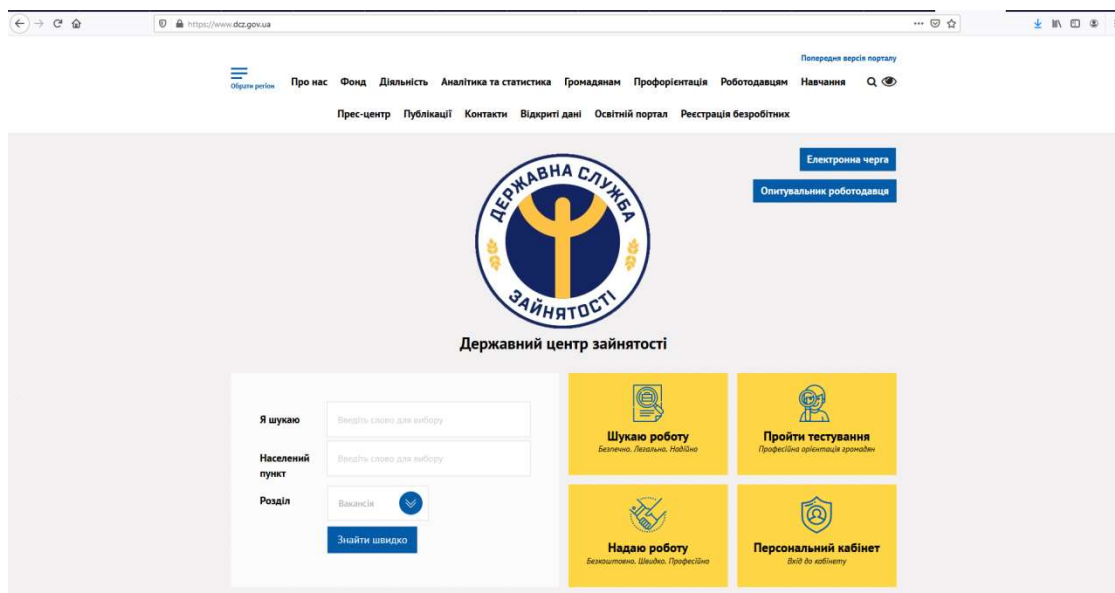 https://www.dcz.gov.ua
Попередня версія порталу
Обрати регіон
Про нас Фонд Діяльність Аналітика та статистика Громадянам Профорієнтація Роботодавцям Навчання
Прес-центр Публікації Контакти Відкриті дані Освітній портал Реєстрація безробітних
Електронна черга
Опитувальник роботодавця
ДЕРЖАВНА СЛУЖБА
ЗАЙНЯТОСТІ
Державний центр зайнятості
Я шукаю
Введіть слово для вибору
Населений
пункт
Введіть слово для вибору
Розділ
Вакансія
Знайти швидко
Шукаю роботу
Безпечно. Легально. Надійно
Пройти тестування
Професійна орієнтація громадян
Надаю роботу
Безкоштовно. Швидко. Професійно
Персональний кабінет
Вхід до кабінету